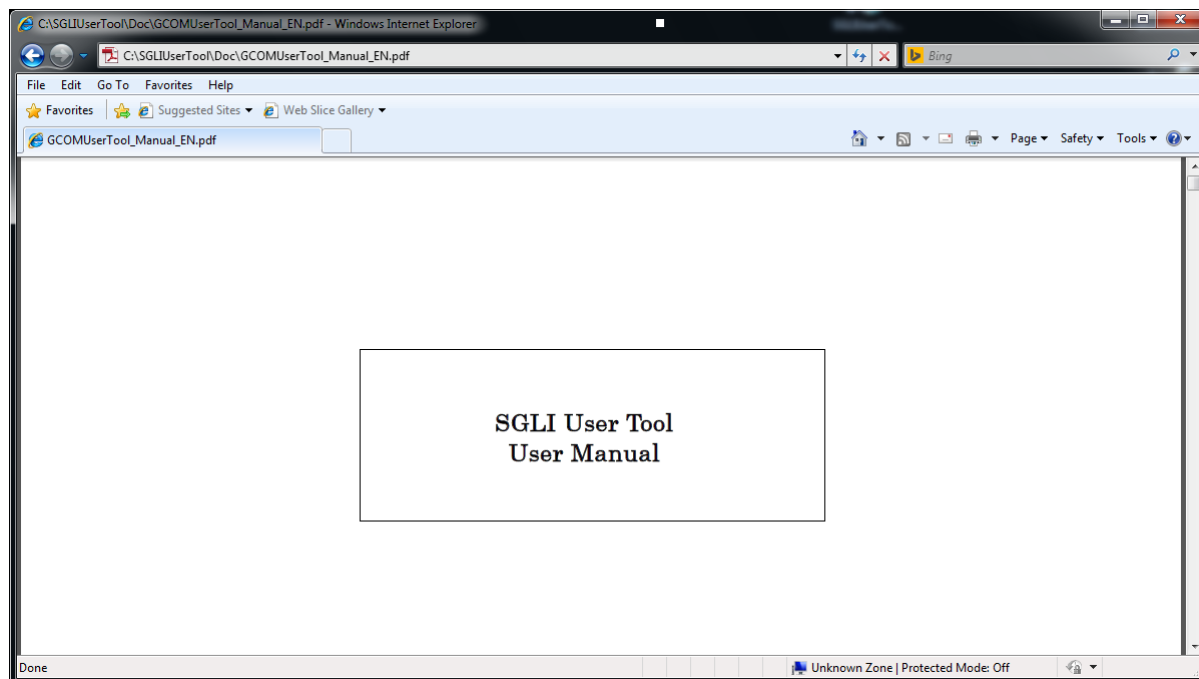 C:\SGLIUserTool\Doc\GCOMUserTool_Manual_EN.pdf - Windows Internet Explorer
C:\SGLIUserTool\Doc\GCOMUserTool_Manual_EN.pdf
Bing
File Edit Go To Favorites Help
Favorites Suggested Sites Web Slice Gallery
GCOMUserTool_Manual_EN.pdf
Page Safety Tools
SGLI User Tool
User Manual
Done
Unknown Zone | Protected Mode: Off